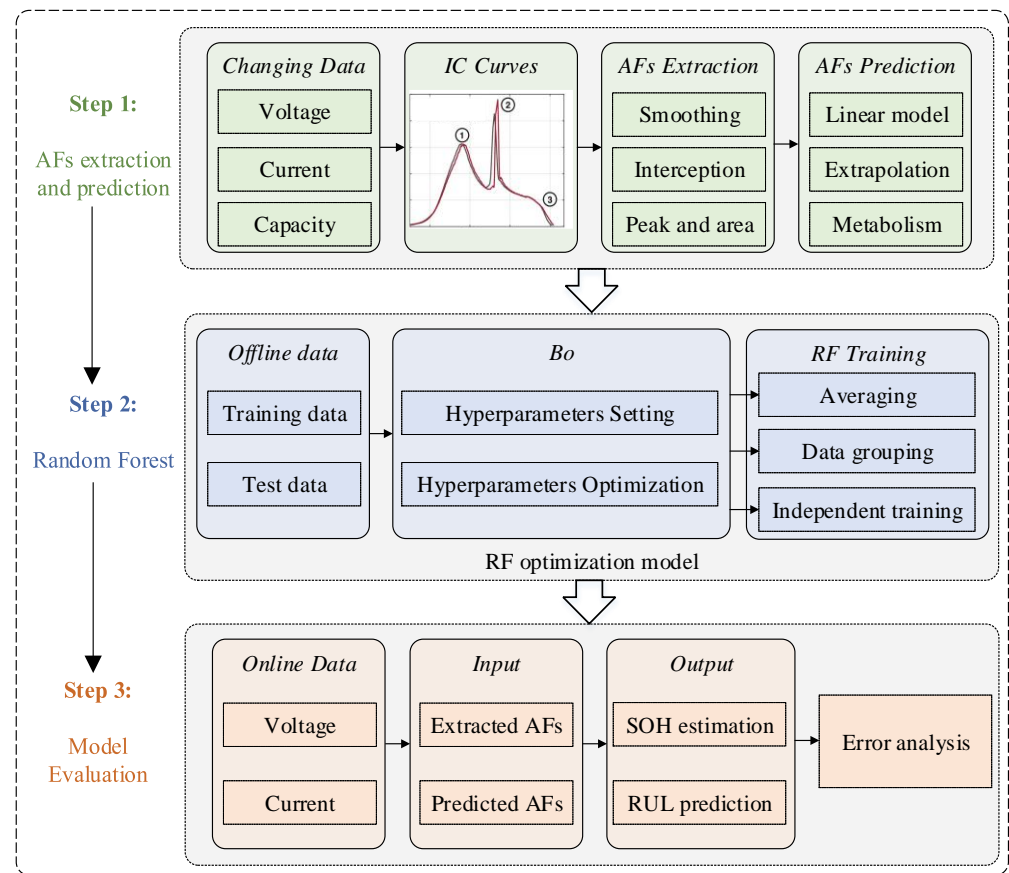 Step 1:
AFs extraction
and prediction
Changing Data
Voltage
Current
Capacity
IC Curves
①
②
③
AFs Extraction
Smoothing
Interception
Peak and area
AFs Prediction
Linear model
Extrapolation
Metabolism
Step 2:
Random Forest
Offline data
Training data
Test data
Bo
Hyperparameters Setting
Hyperparameters Optimization
RF Training
Averaging
Data grouping
Independent training
RF optimization model
Step 3:
Model
Evaluation
Online Data
Voltage
Current
Input
Extracted AFs
Predicted AFs
Output
SOH estimation
RUL prediction
Error analysis